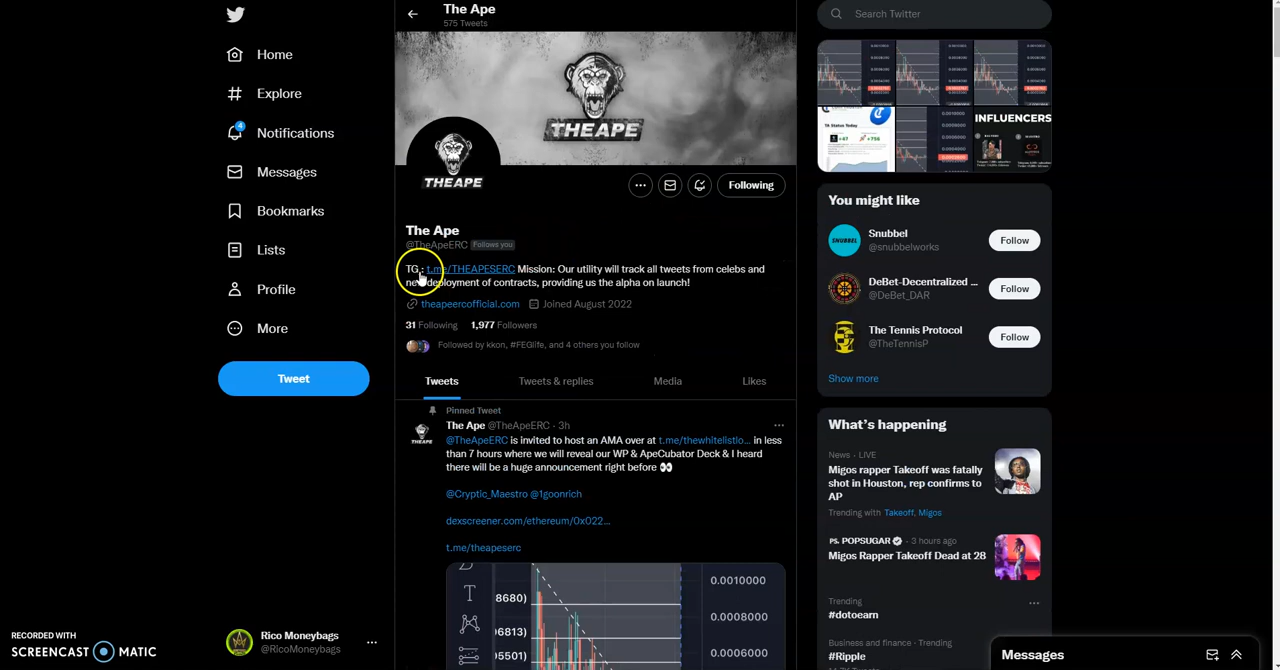 The Ape
575 Tweets
Search Twitter
Home
Explore
4
Notifications
Messages
Bookmarks
Lists
Profile
More
Tweet
THEAPE
THEAPE
Following
The Ape
@TheApeERC Follows you
TG : t.me/THEAPESERC Mission: Our utility will track all tweets from celebs and
new deployment of contracts, providing us the alpha on launch!
theapeercofficial.com Joined August 2022
31 Following 1,977 Followers
Followed by kkon, #FEGlife, and 4 others you follow
Tweets
Tweets & replies
Media
Likes
Pinned Tweet
The Ape @TheApeERC · 3h
@TheApeERC is invited to host an AMA over at t.me/thewhitelistlo... in less
than 7 hours where we will reveal our WP & ApeCubator Deck & I heard
there will be a huge announcement right before 👀
@Cryptic_Maestro @1goonrich
dexscreener.com/ethereum/0x022...
t.me/theapeserc
8680)
6813)
5501)
0.0010000
0.0008000
0.0006000
INFLUENCERS
You might like
Snubbel
@snubbelworks
Follow
DeBet-Decentralized ...
@DeBet_DAR
Follow
The Tennis Protocol
@TheTennisP
Follow
Show more
What's happening
News · LIVE
Migos rapper Takeoff was fatally
shot in Houston, rep confirms to
AP
Trending with Takeoff, Migos
PS. POPSUGAR · 3 hours ago
Migos Rapper Takeoff Dead at 28
Trending
#dotoearn
Business and finance · Trending
#Ripple
Messages
Rico Moneybags
@RicoMoneybags
RECORDED WITH
SCREENCAST MATIC